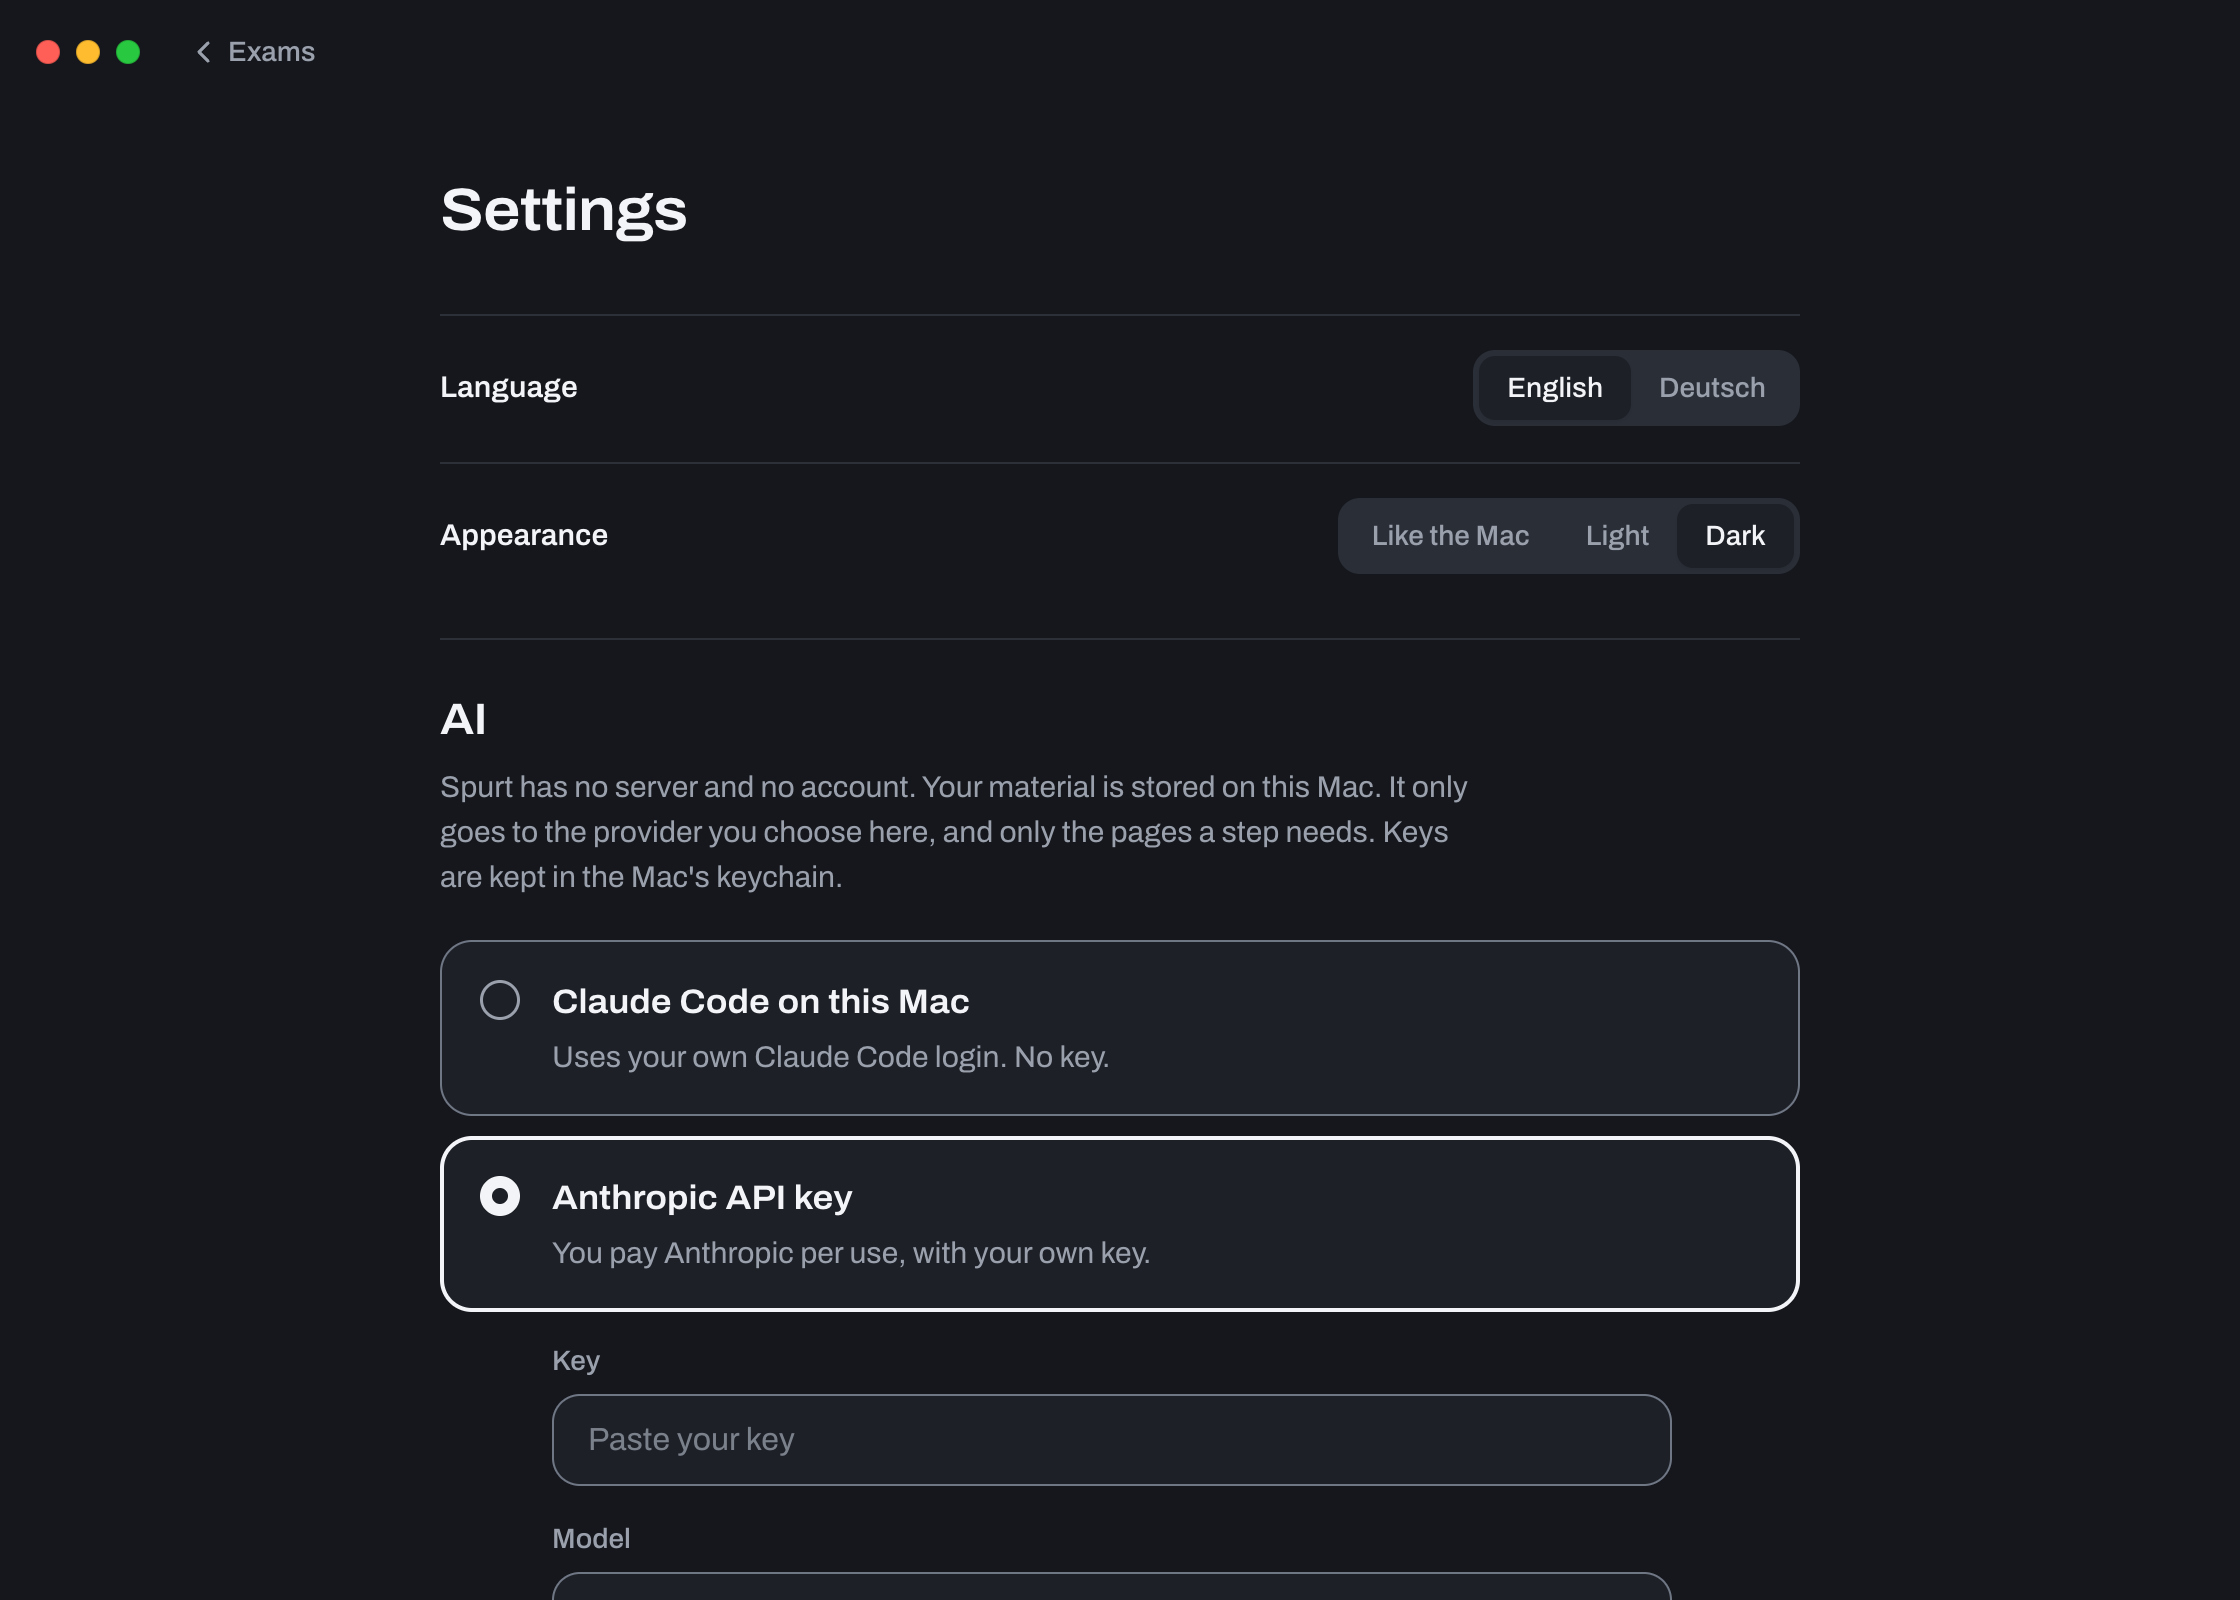 Exams
Settings
Language
English Deutsch
Appearance
Like the Mac Light Dark
AI
Spurt has no server and no account. Your material is stored on this Mac. It only
goes to the provider you choose here, and only the pages a step needs. Keys
are kept in the Mac's keychain.
Claude Code on this Mac
Uses your own Claude Code login. No key.
Anthropic API key
You pay Anthropic per use, with your own key.
Key
Paste your key
Model